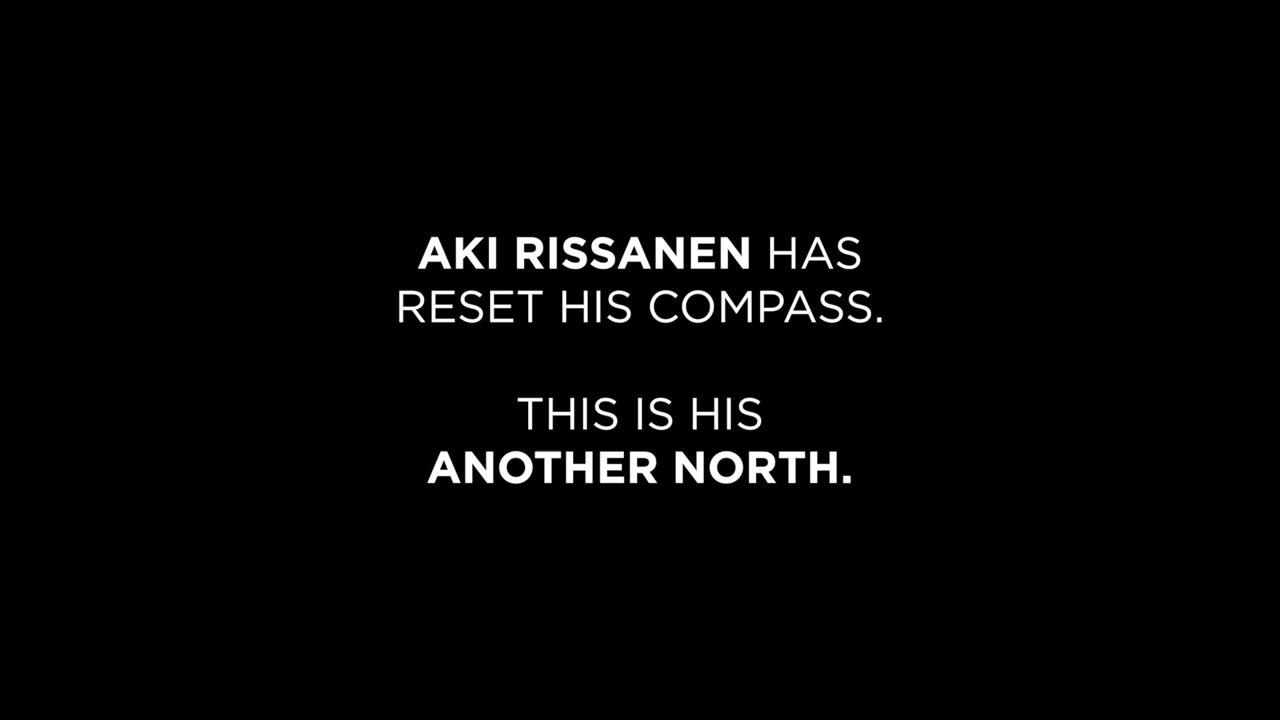 AKI RISSANEN HAS
RESET HIS COMPASS.
THIS IS HIS
ANOTHER NORTH.